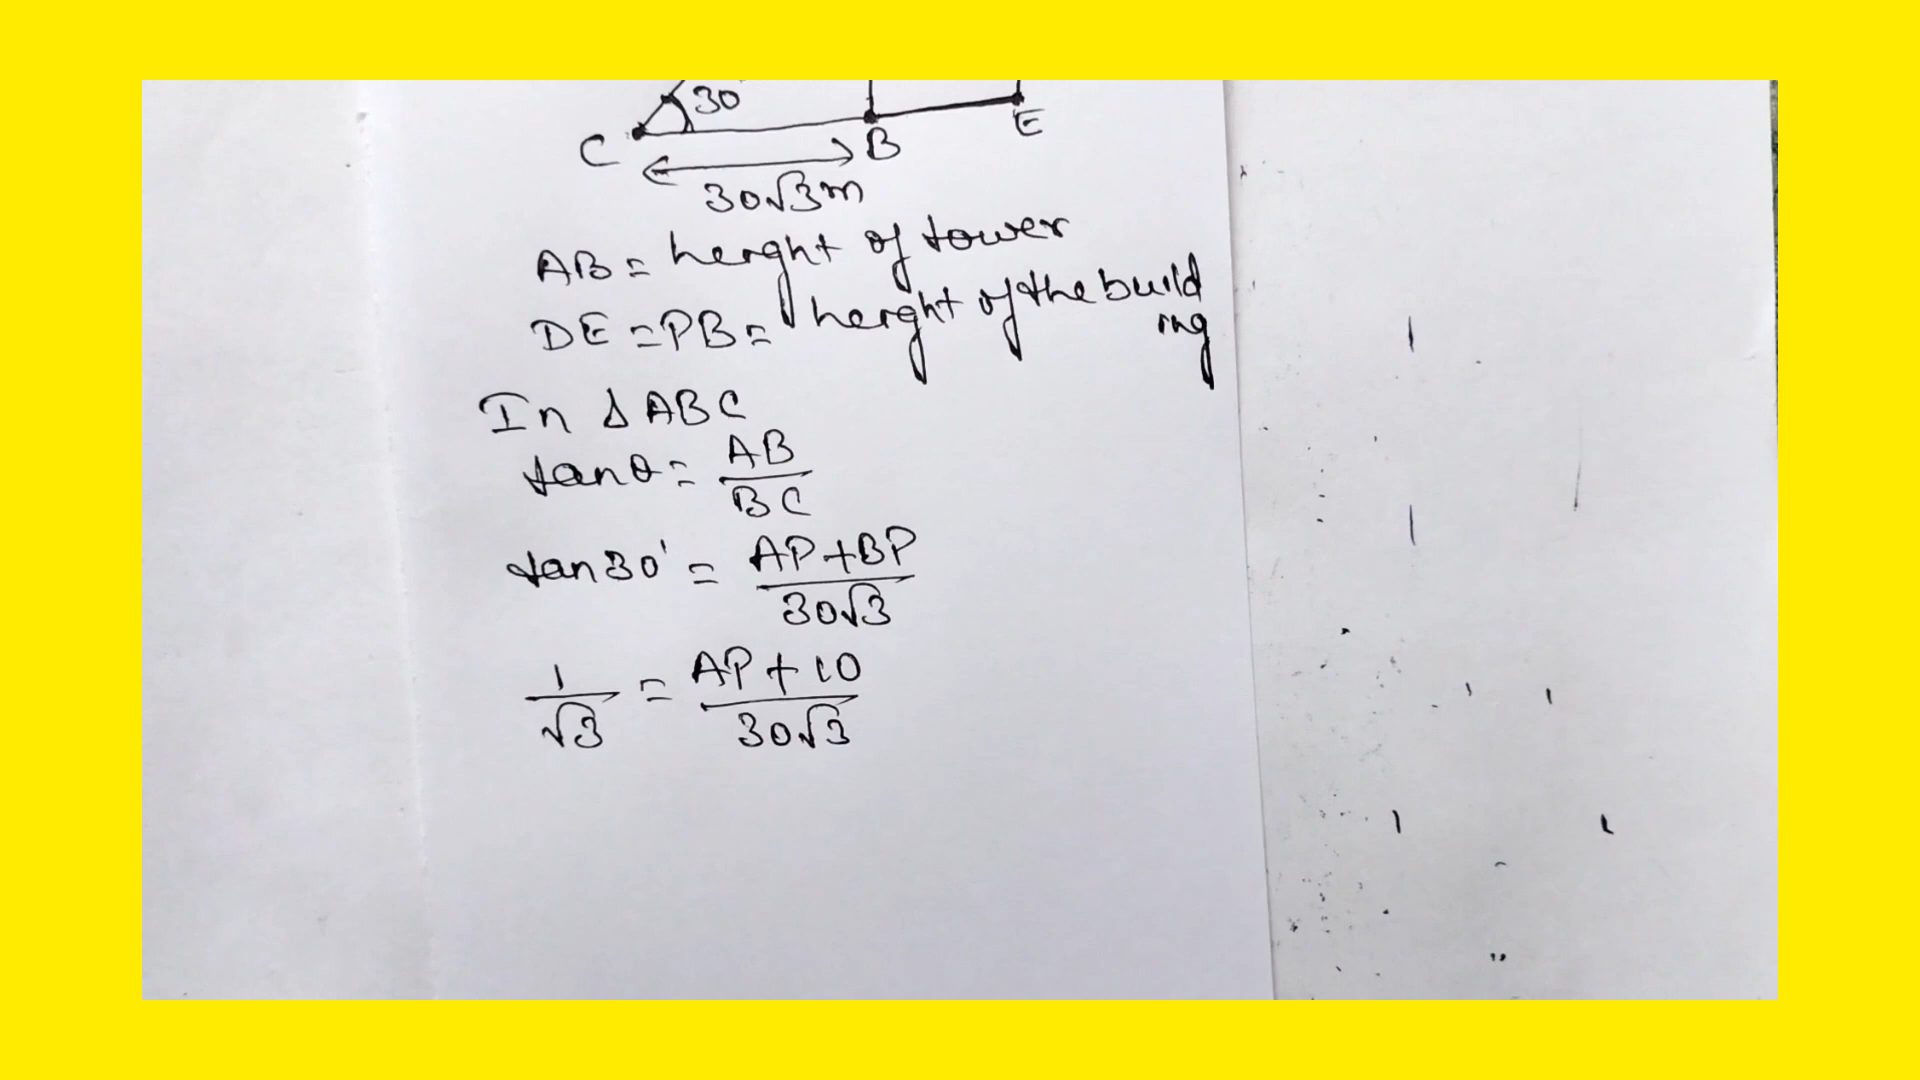 30
C
B
E
30√3m
AB = height of tower
DE = PB = height of the build
ing
In ΔABC
tanθ = AB/BC
tan30' = AP+BP/30√3
1/√3 = AP+10/30√3